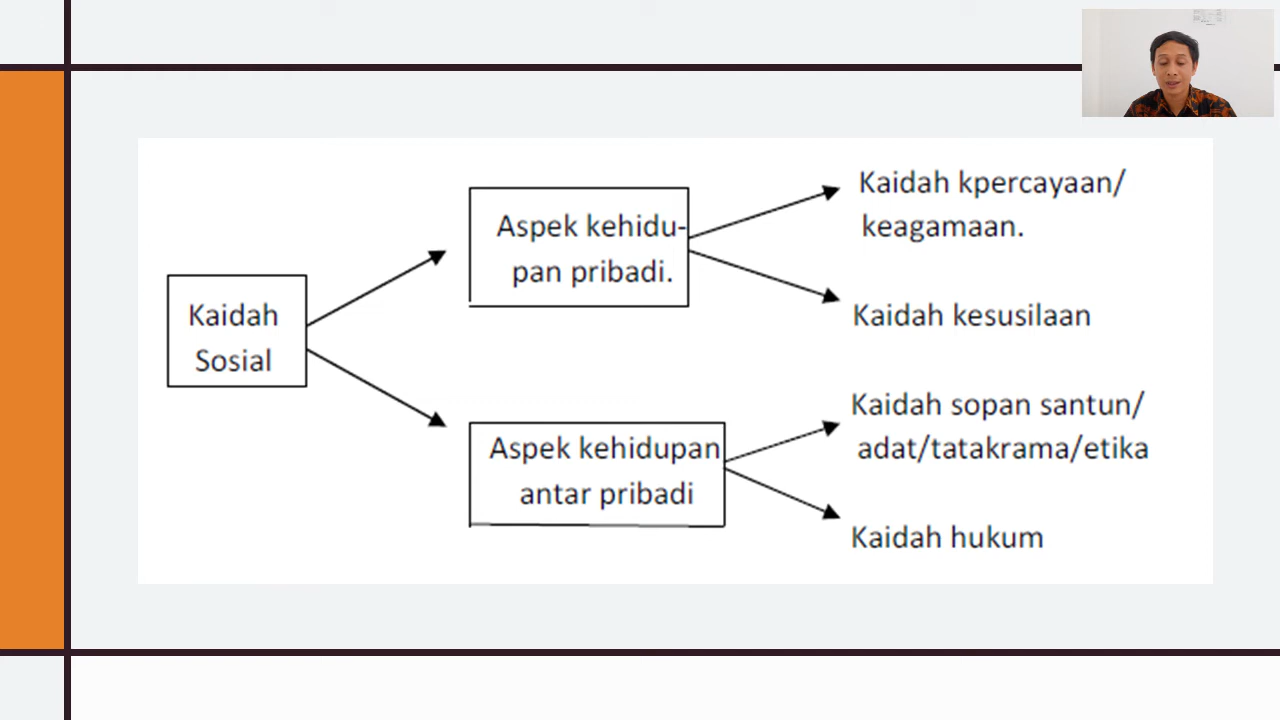 Kaidah
Sosial
Aspek kehidu-
pan pribadi.
Kaidah kpercayaan/
keagamaan.
Kaidah kesusilaan
Aspek kehidupan
antar pribadi
Kaidah sopan santun/
adat/tatakrama/etika
Kaidah hukum